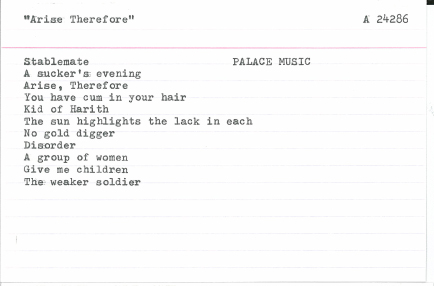 "Arise Therefore" A 24286
Stablemate PALACE MUSIC
A sucker's evening
Arise, Therefore
You have cum in your hair
Kid of Harith
The sun highlights the lack in each
No gold digger
Disorder
A group of women
Give me children
The weaker soldier